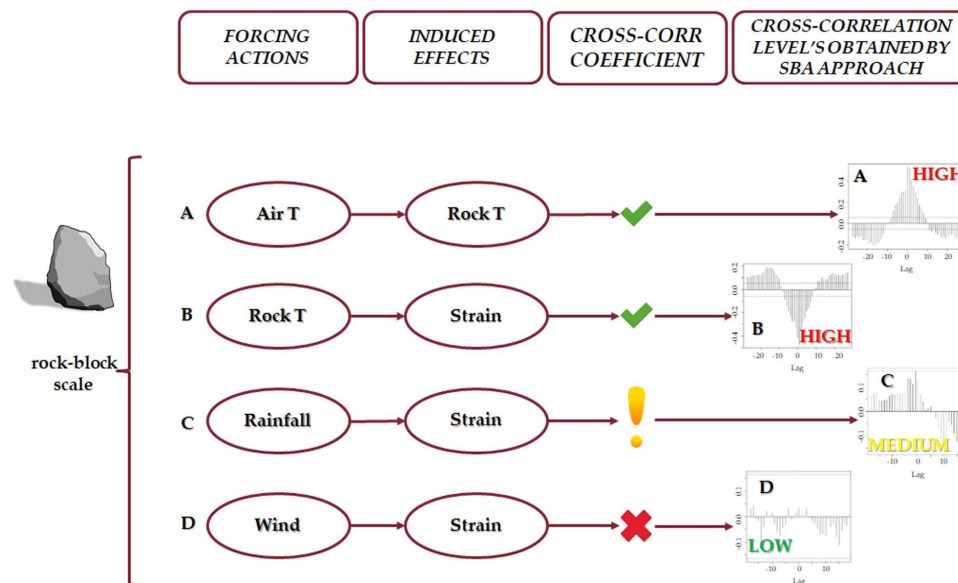 FORCING
ACTIONS
INDUCED
EFFECTS
CROSS-CORR
COEFFICIENT
CROSS-CORRELATION
LEVEL'S OBTAINED BY
SBA APPROACH
rock-block
scale
A
Air T
Rock T
A
HIGH
0.4
0.2
0.0
-0.2
-20 -10 0 10 20
Lag
B
Rock T
Strain
B
HIGH
0.2
0.0
-0.2
-0.4
-20 -10 0 10 20
Lag
C
Rainfall
Strain
C
MEDIUM
0.1
0.0
-0.1
-10 0 10
Lag
D
Wind
Strain
D
LOW
0.1
0.0
-0.1
-20 -10 0 10
Lag